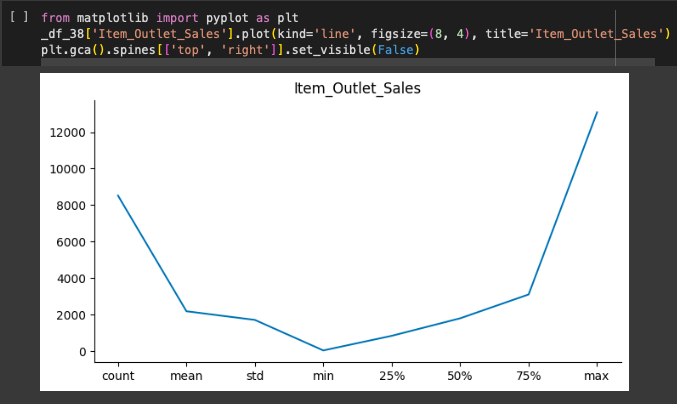 [ ] from matplotlib import pyplot as plt
_df_38['Item_Outlet_Sales'].plot(kind='line', figsize=(8, 4), title='Item_Outlet_Sales')
plt.gca().spines[['top', 'right']].set_visible(False)
Item_Outlet_Sales
12000
10000
8000
6000
4000
2000
0
count mean std min 25% 50% 75% max